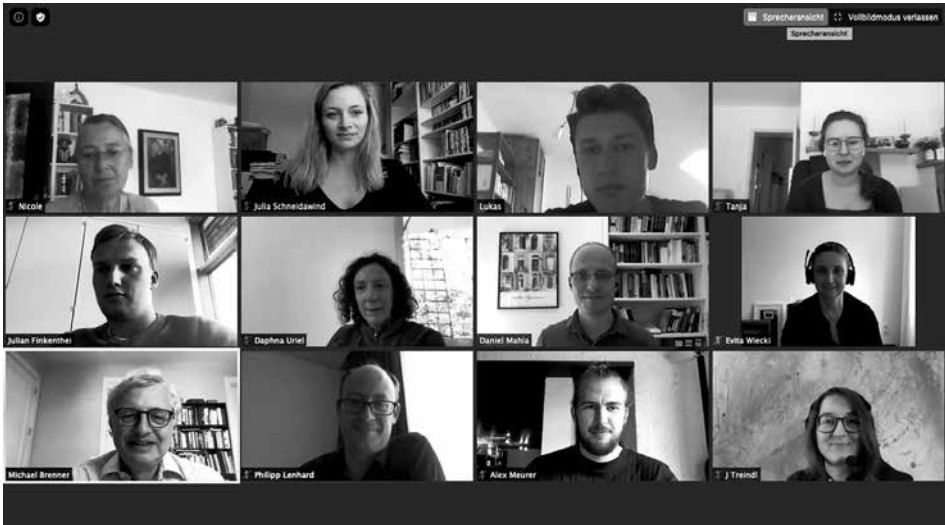 Sprecheransicht
Vollbildmodus verlassen
Sprecheransicht
Nicole
Julia Schneidawind
Lukas
Tanja
Julian Finkenthei
Daphna Uriel
Daniel Mahla
Evita Wiecki
Michael Brenner
Philipp Lenhard
Alex Meurer
J Treindl